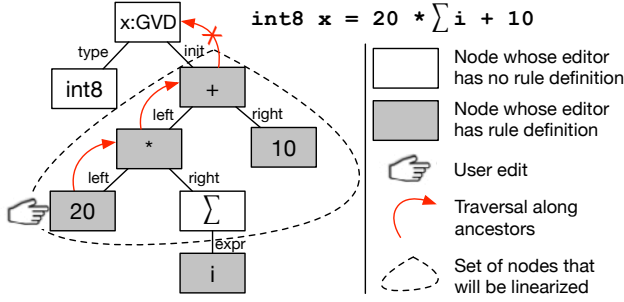 x:GVD
int8 x = 20 * ∑ i + 10
type
init
int8
+
left
right
*
10
left
right
20
∑
expr
i
Node whose editor
has no rule definition
Node whose editor
has rule definition
User edit
Traversal along
ancestors
Set of nodes that
will be linearized